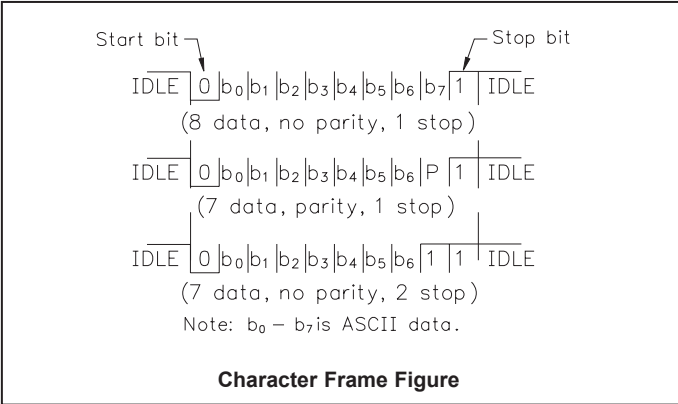 Start bit Stop bit
IDLE 0 b₀ b₁ b₂ b₃ b₄ b₅ b₆ b₇ 1 IDLE
(8 data, no parity, 1 stop)
IDLE 0 b₀ b₁ b₂ b₃ b₄ b₅ b₆ P 1 IDLE
(7 data, parity, 1 stop)
IDLE 0 b₀ b₁ b₂ b₃ b₄ b₅ b₆ 1 1 IDLE
(7 data, no parity, 2 stop)
Note: b₀ – b₇ is ASCII data.
Character Frame Figure